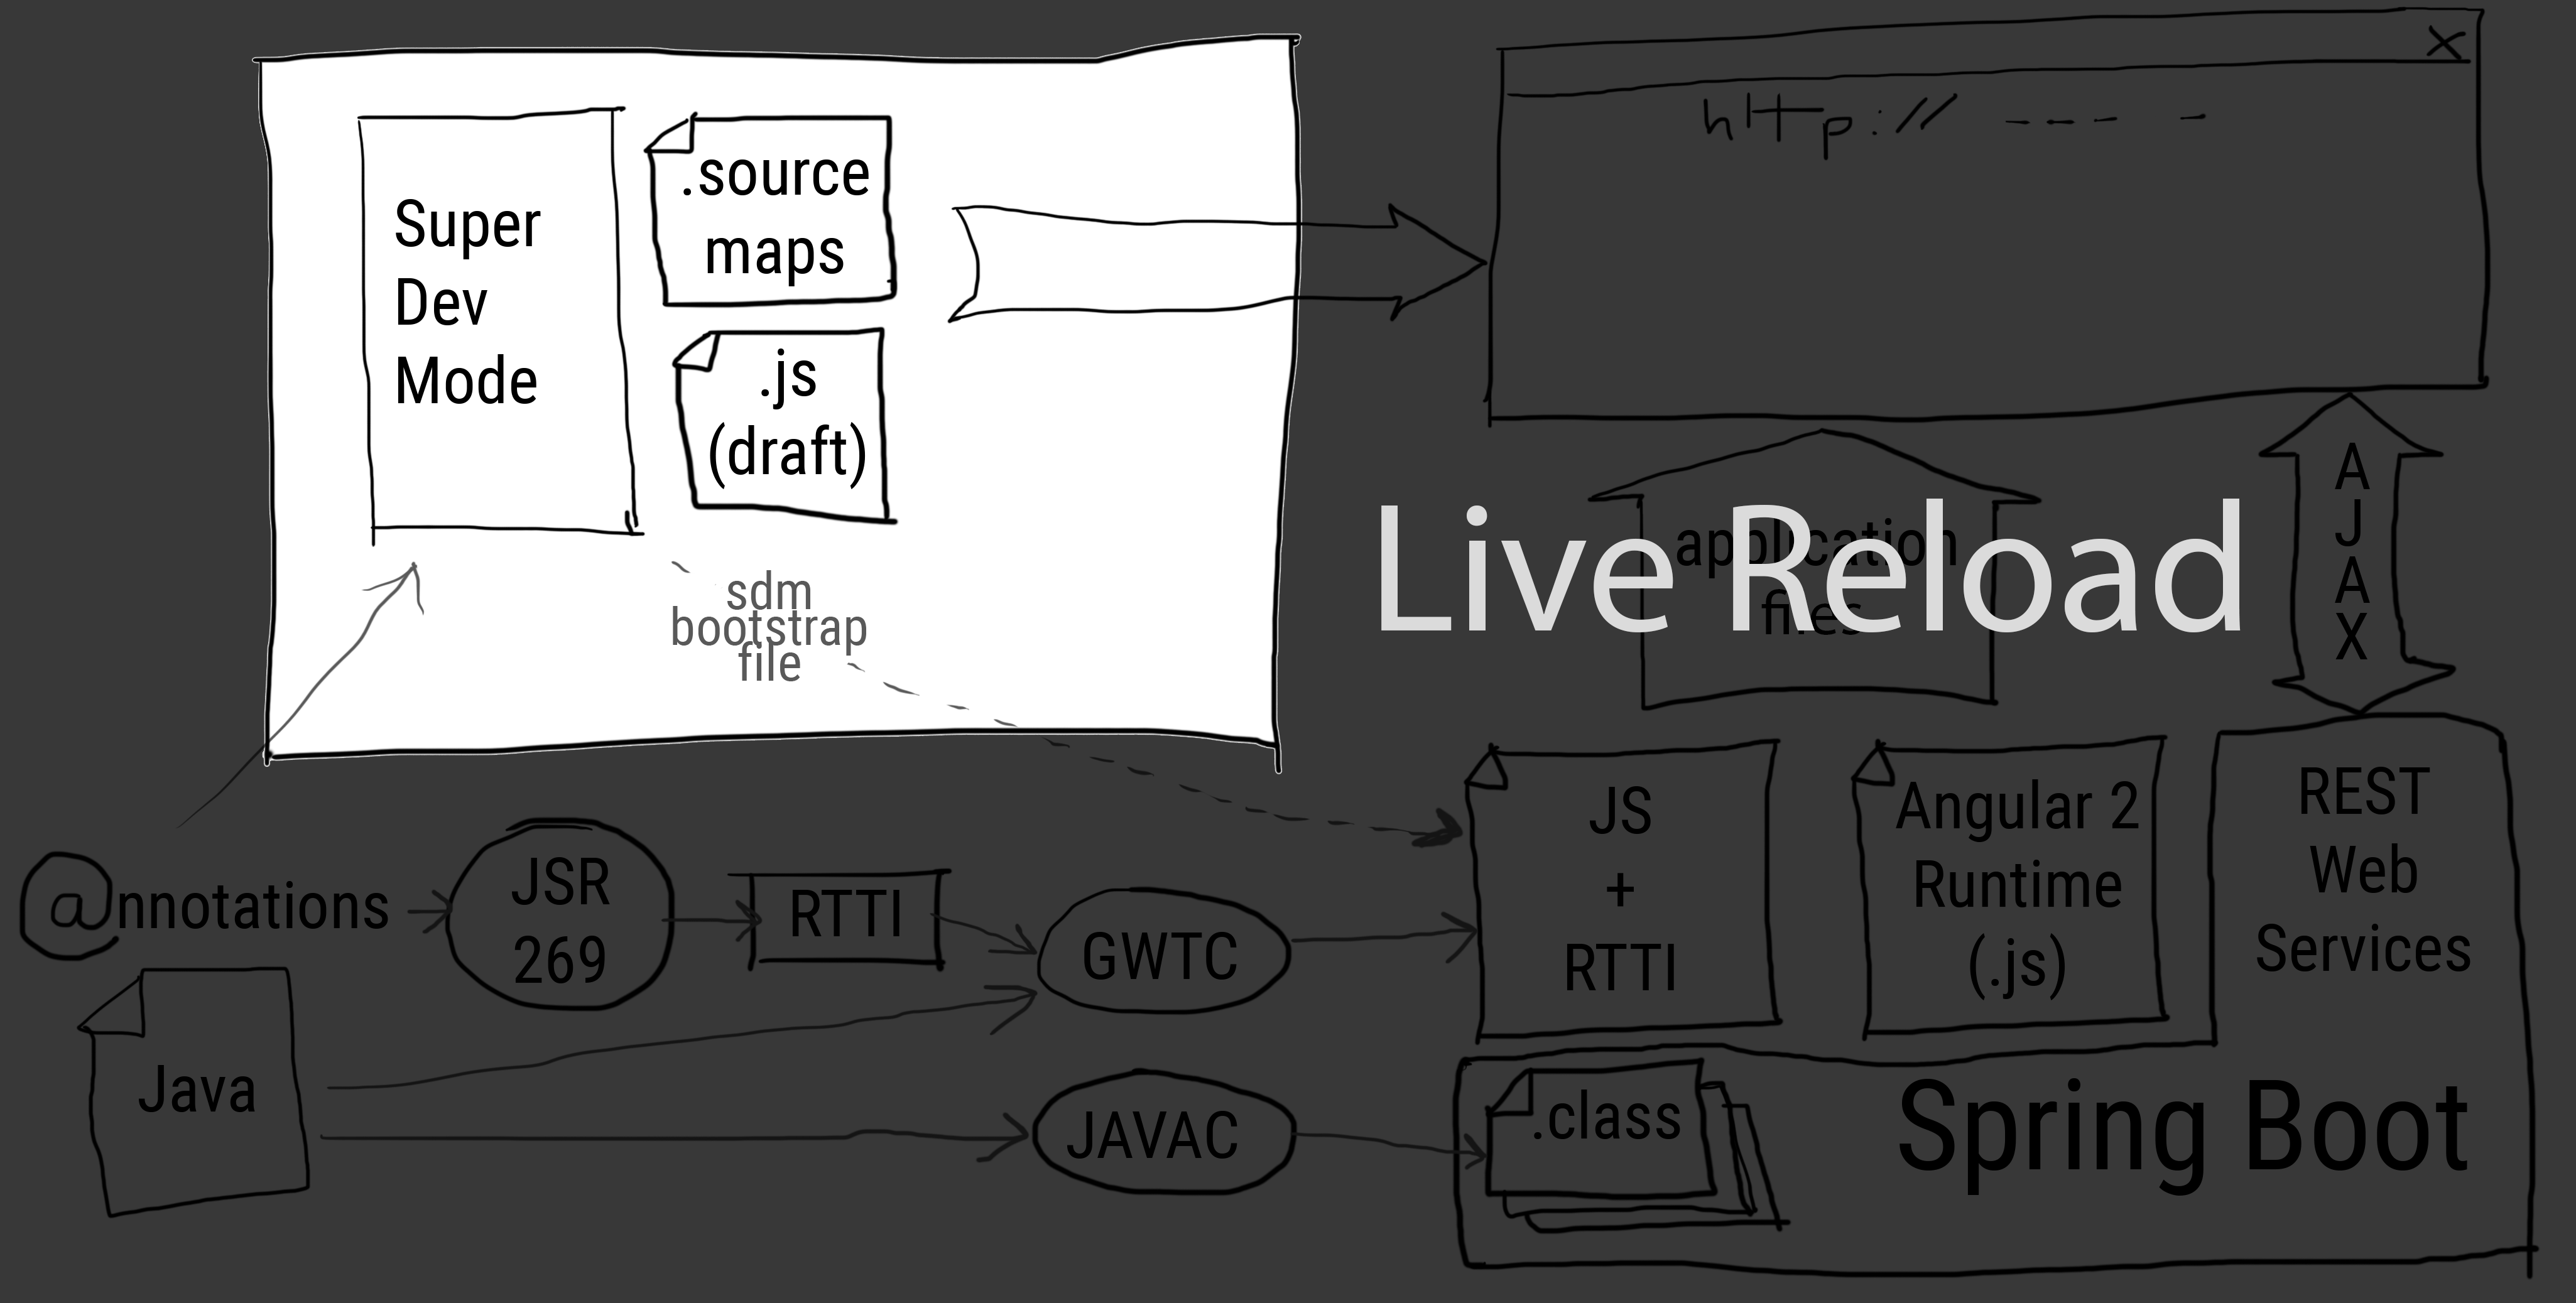 Super
Dev
Mode
.source
maps
.js
(draft)
sdm
bootstrap
file
http:// ---- -
X
Live Reload
application
files
A
J
A
X
@nnotations
JSR
269
RTTI
GWTC
Java
JAVAC
JS
+
RTTI
Angular 2
Runtime
(.js)
REST
Web
Services
.class
Spring Boot